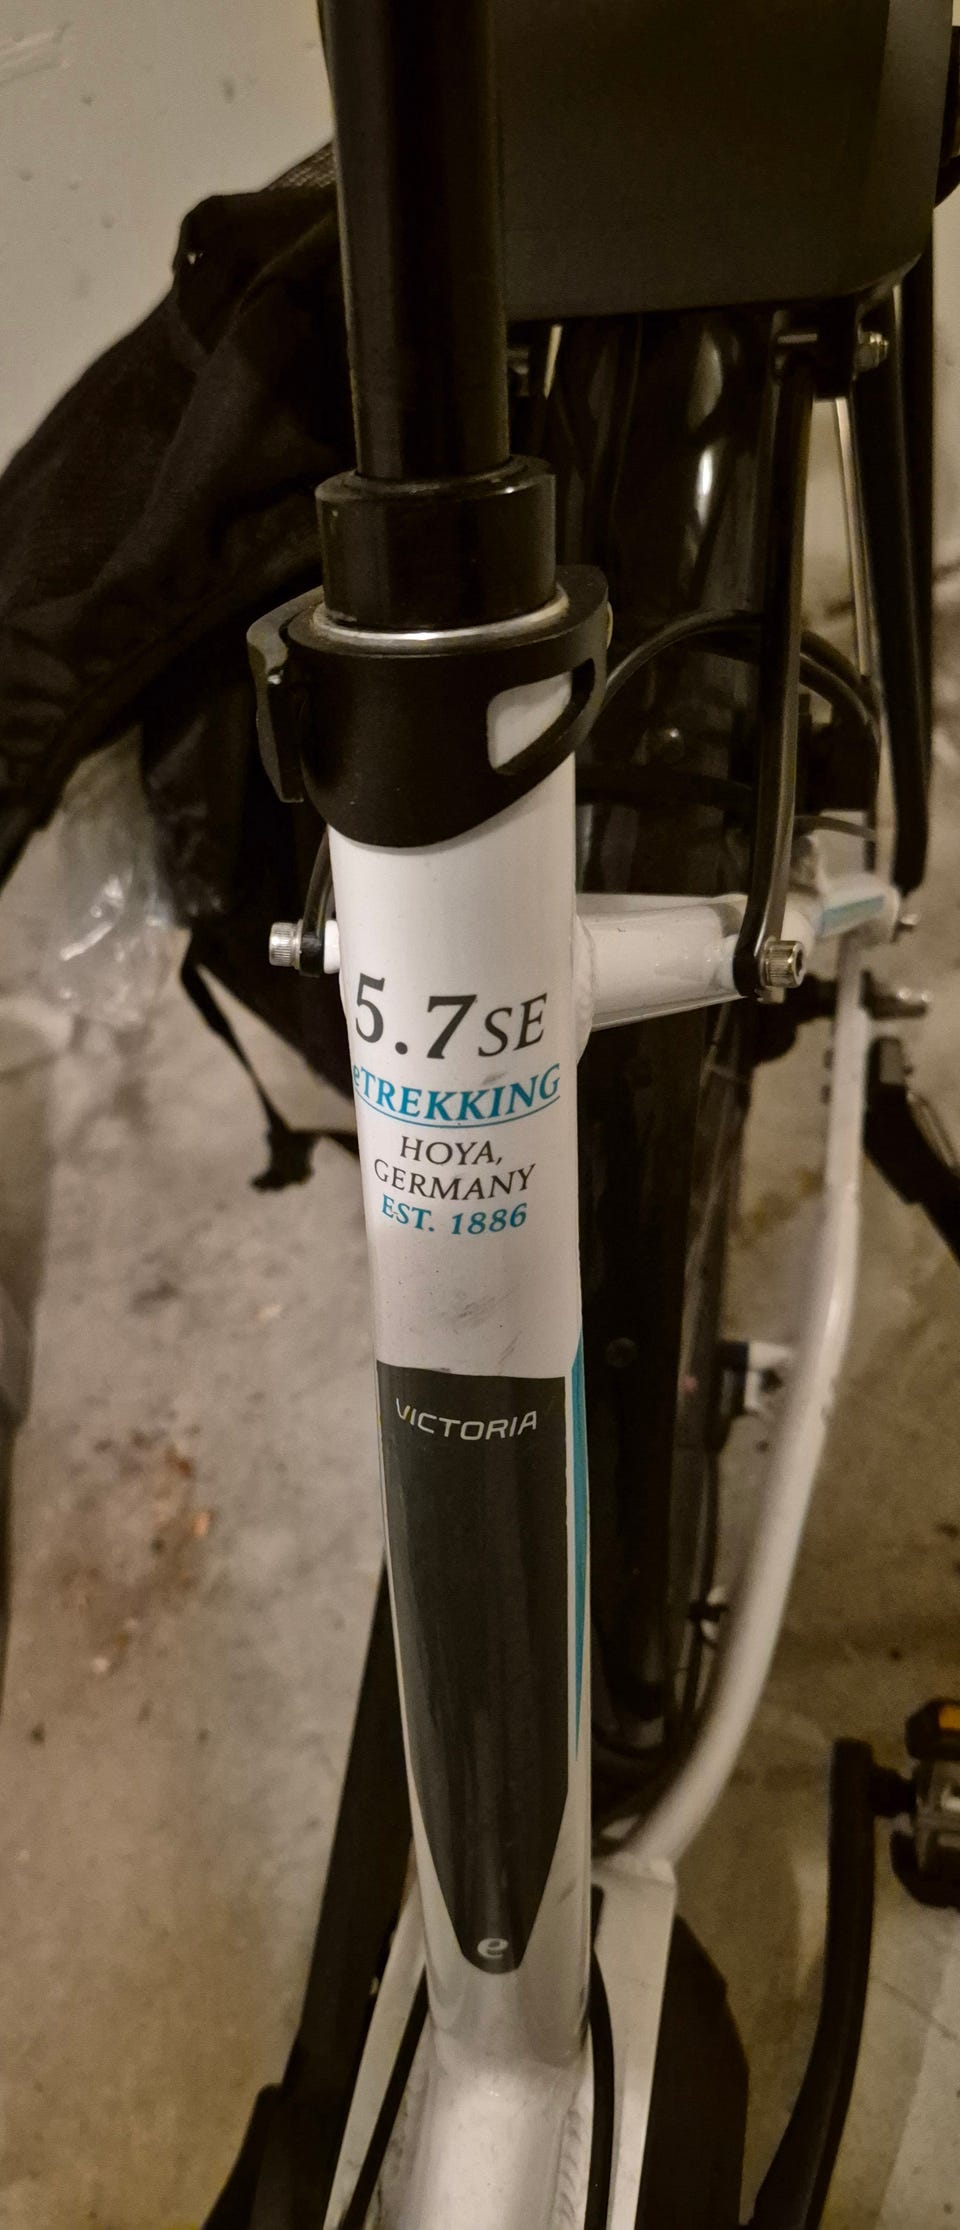 5.7SE
eTREKKING
HOYA,
GERMANY
EST. 1886
VICTORIA
e